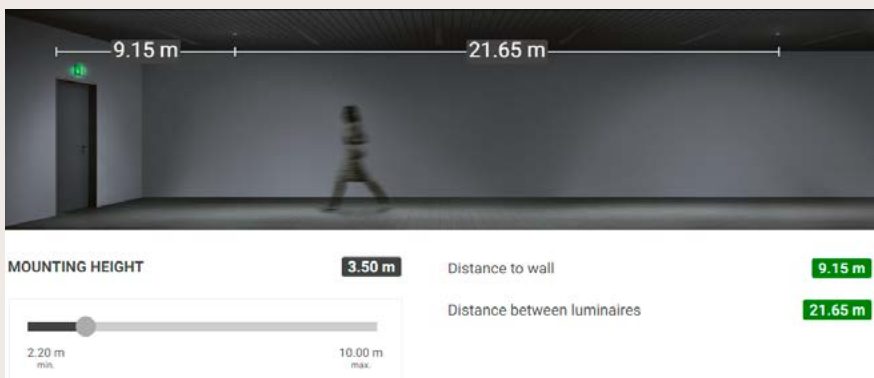 9.15 m
21.65 m
MOUNTING HEIGHT 3.50 m
2.20 m
min.
10.00 m
max.
Distance to wall 9.15 m
Distance between luminaires 21.65 m